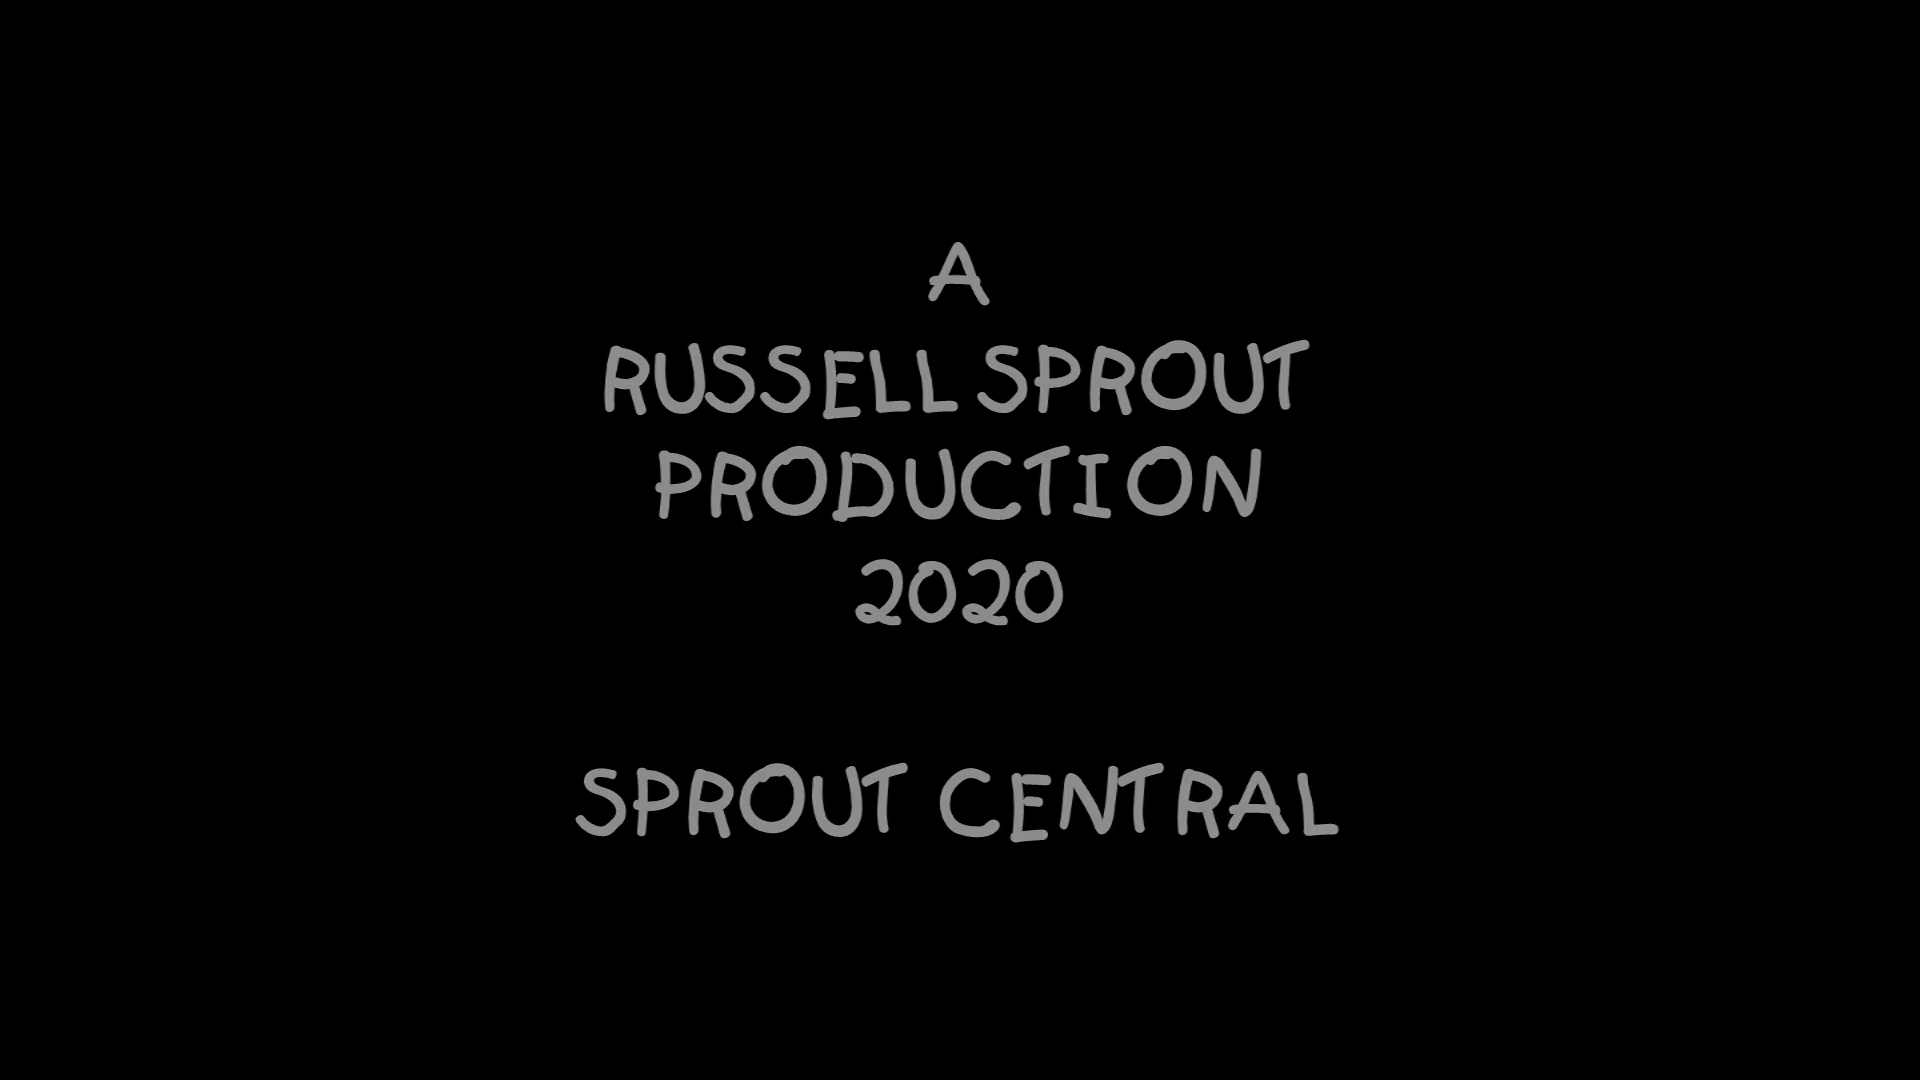 A
RUSSELL SPROUT
PRODUCTION
2020
SPROUT CENTRAL